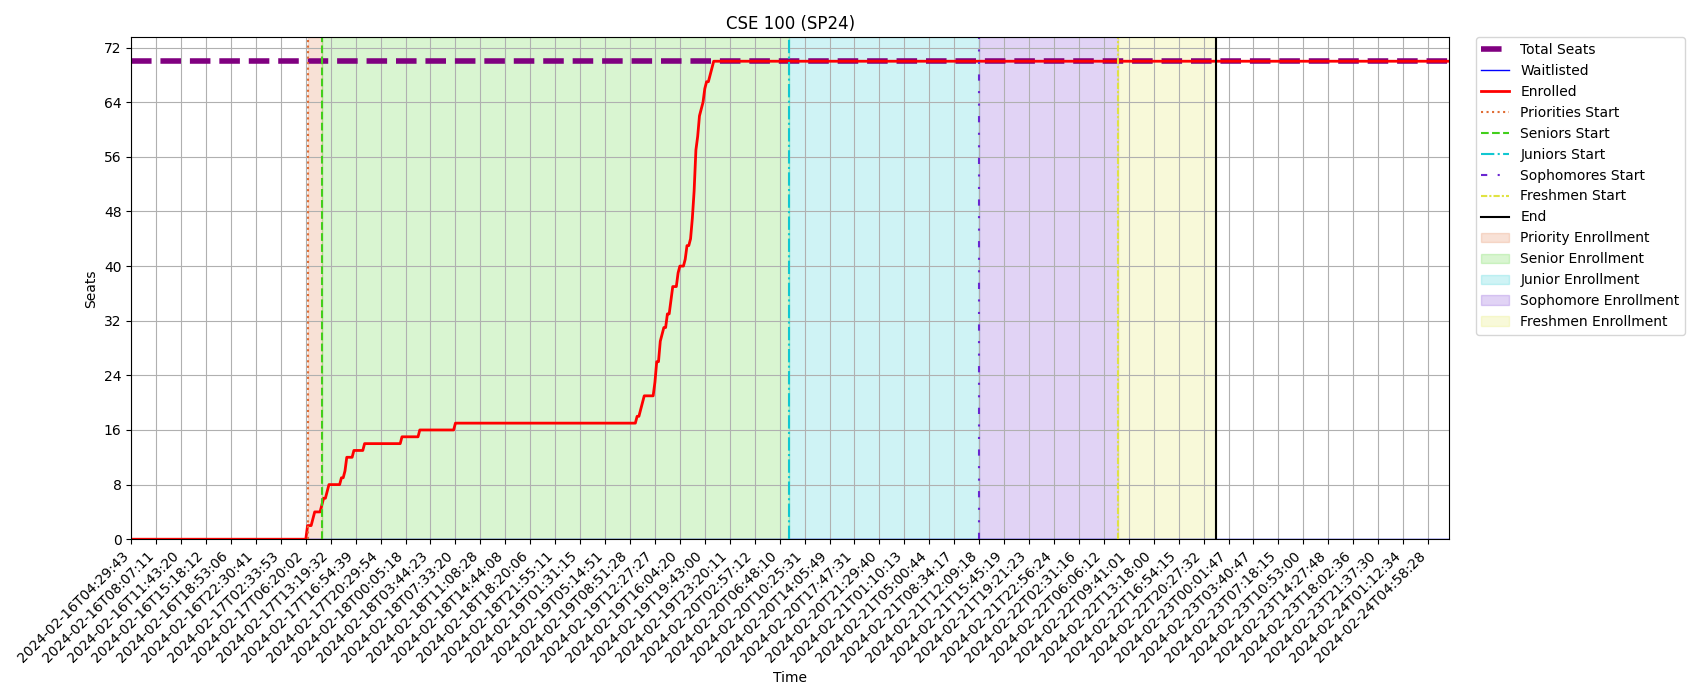 CSE 100 (SP24)
72
64
56
48
40
32
24
16
8
0
Seats
2024-02-16T04:29:43
2024-02-16T08:07:11
2024-02-16T11:43:20
2024-02-16T15:18:12
2024-02-16T18:53:06
2024-02-16T22:30:41
2024-02-17T02:33:53
2024-02-17T06:20:02
2024-02-17T13:19:32
2024-02-17T16:54:39
2024-02-17T20:29:54
2024-02-18T00:05:18
2024-02-18T03:44:23
2024-02-18T07:33:20
2024-02-18T11:08:28
2024-02-18T14:44:08
2024-02-18T18:20:06
2024-02-18T21:55:11
2024-02-19T01:31:15
2024-02-19T05:14:51
2024-02-19T08:51:28
2024-02-19T12:27:27
2024-02-19T16:04:20
2024-02-19T19:43:00
2024-02-19T23:20:11
2024-02-20T02:57:12
2024-02-20T06:48:10
2024-02-20T10:25:31
2024-02-20T14:05:49
2024-02-20T17:47:31
2024-02-20T21:29:40
2024-02-21T01:10:13
2024-02-21T05:00:44
2024-02-21T08:34:17
2024-02-21T12:09:18
2024-02-21T15:45:19
2024-02-21T19:21:23
2024-02-21T22:56:24
2024-02-22T02:31:16
2024-02-22T06:06:12
2024-02-22T09:41:01
2024-02-22T13:18:00
2024-02-22T16:54:15
2024-02-22T20:27:32
2024-02-23T00:01:47
2024-02-23T03:40:47
2024-02-23T07:18:15
2024-02-23T10:53:00
2024-02-23T14:27:48
2024-02-23T18:02:36
2024-02-23T21:37:30
2024-02-24T01:12:34
2024-02-24T04:58:28
Time
Total Seats
Waitlisted
Enrolled
Priorities Start
Seniors Start
Juniors Start
Sophomores Start
Freshmen Start
End
Priority Enrollment
Senior Enrollment
Junior Enrollment
Sophomore Enrollment
Freshmen Enrollment